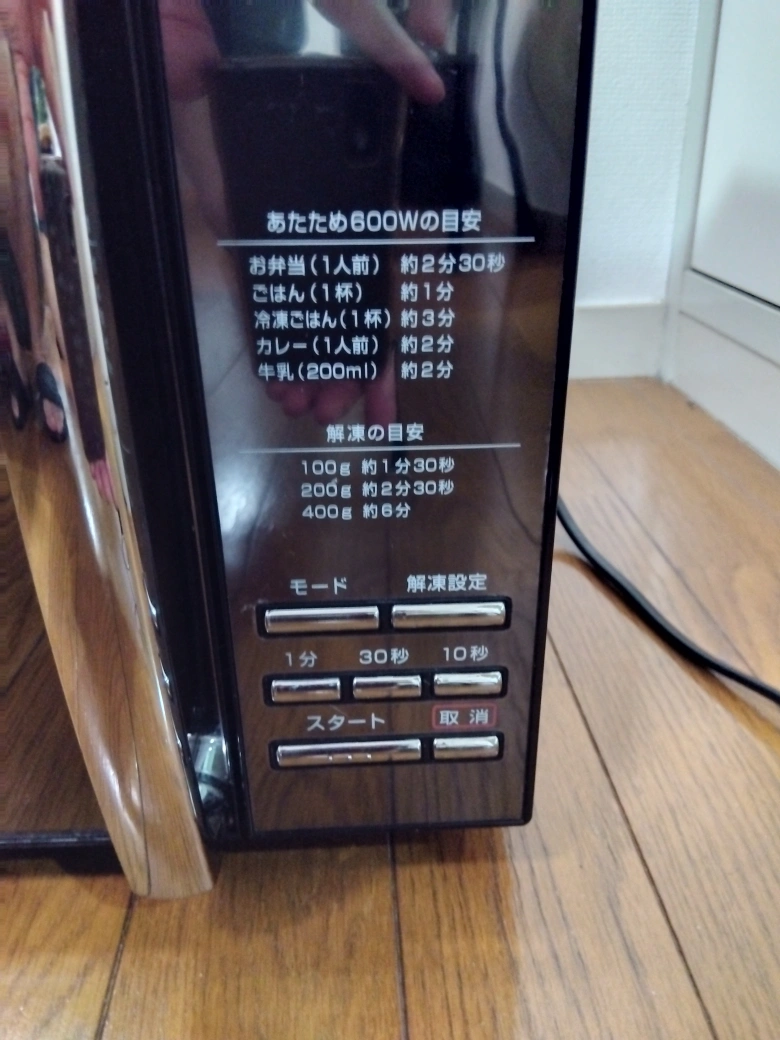 あたため600Wの目安
お弁当(1人前) 約2分30秒
ごはん(1杯) 約1分
冷凍ごはん(1杯) 約3分
カレー(1人前) 約2分
牛乳(200ml) 約2分
解凍の目安
100g 約1分30秒
200g 約2分30秒
400g 約6分
モード 解凍設定
1分 30秒 10秒
スタート 取消